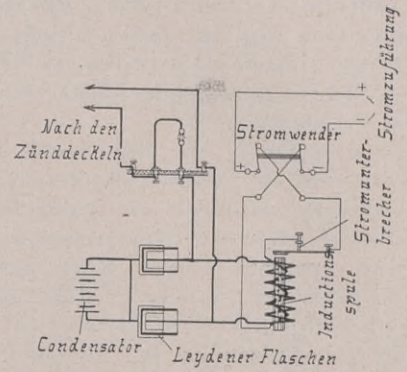 Nach den
Zünddeckeln
Stromwender
+
–
+
–
Stromzuführung
Stromunter-
brecher
Inductions
spule
Condensator
Leydener Flaschen